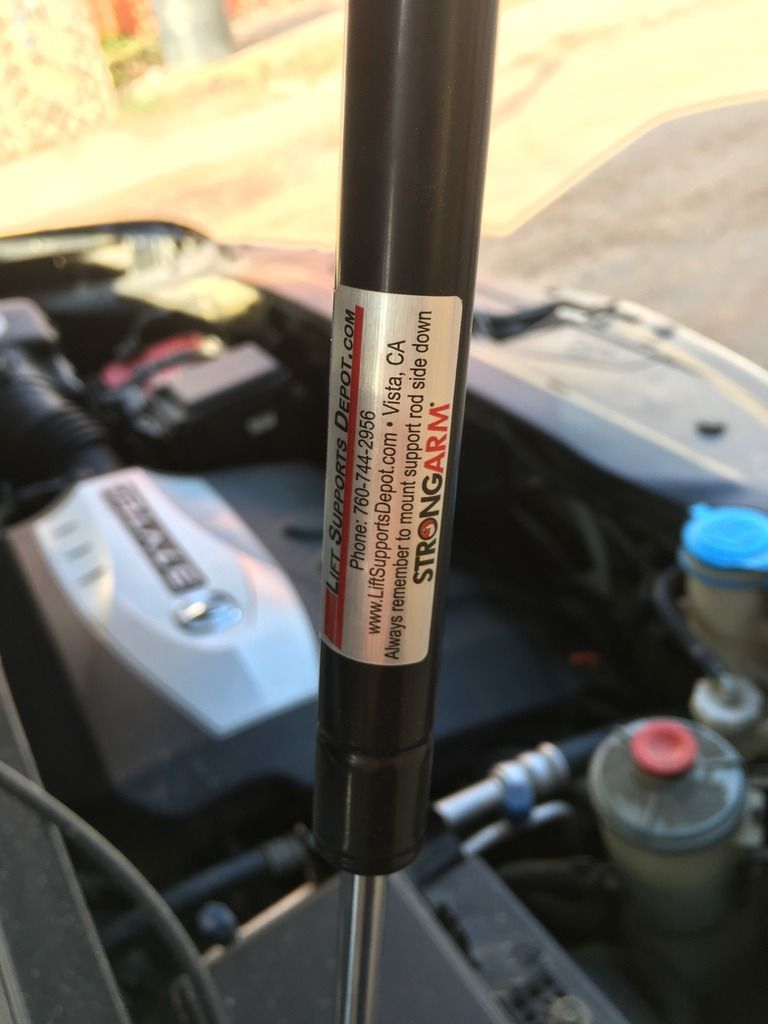 LIFT SUPPORTS DEPOT.COM
Phone: 760-744-2956
www.LiftSupportsDepot.com • Vista, CA
Always remember to mount support rod side down
STRONGARM